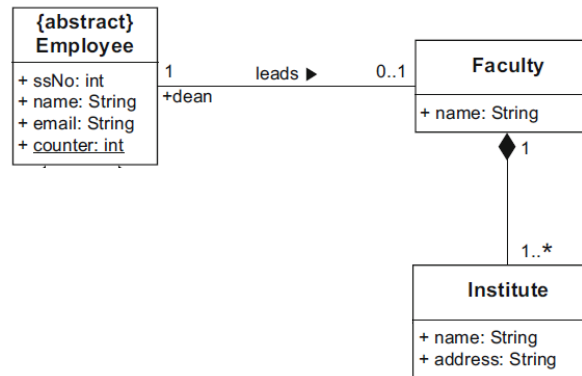 {abstract}
Employee
+ ssNo: int
+ name: String
+ email: String
+ counter: int
1
leads ▶
0..1
+dean
Faculty
+ name: String
1
1..*
Institute
+ name: String
+ address: String